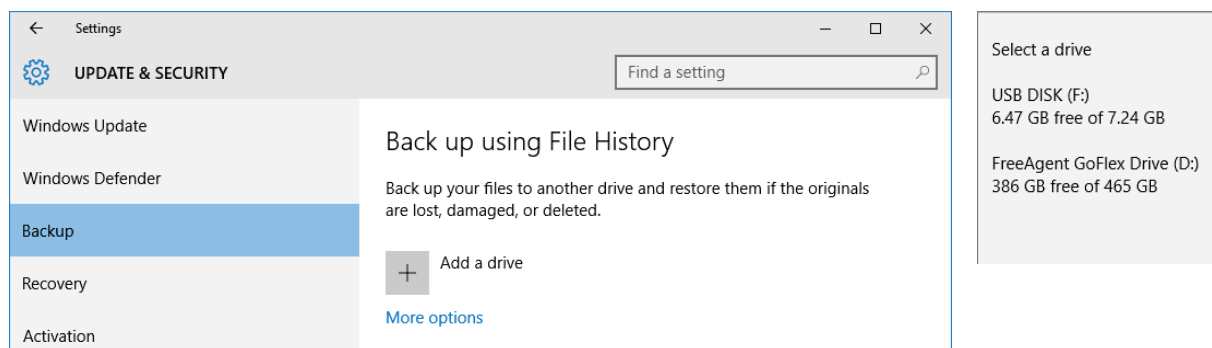 Settings
UPDATE & SECURITY
Find a setting
Windows Update
Windows Defender
Backup
Recovery
Activation
Back up using File History
Back up your files to another drive and restore them if the originals
are lost, damaged, or deleted.
Add a drive
More options
Select a drive
USB DISK (F:)
6.47 GB free of 7.24 GB
FreeAgent GoFlex Drive (D:)
386 GB free of 465 GB